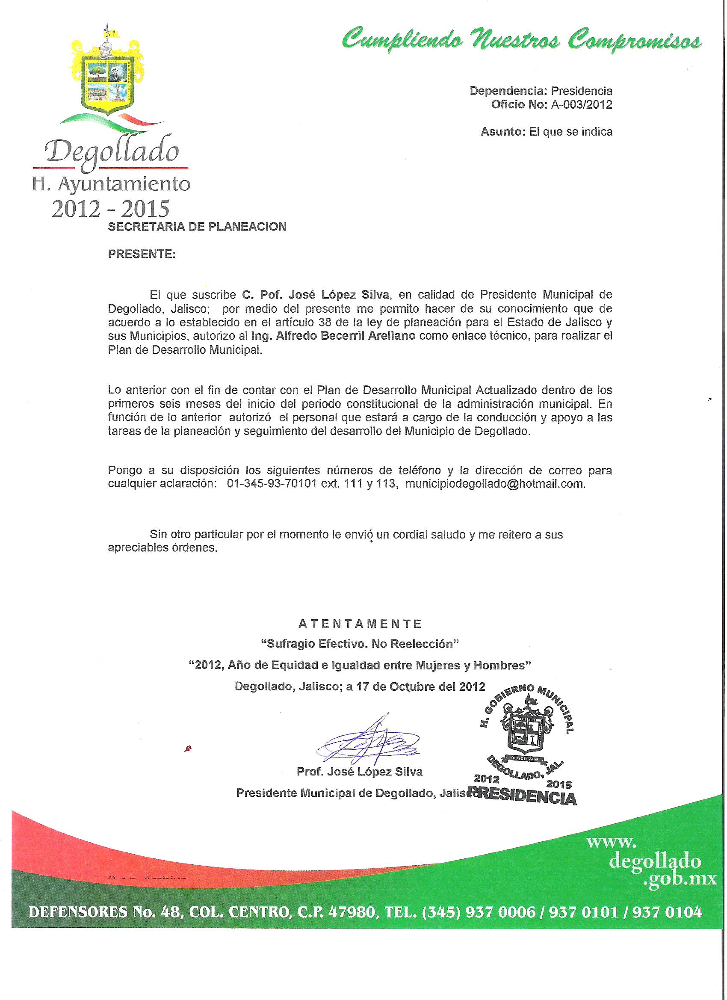 Cumpliendo Nuestros Compromisos
Dependencia: Presidencia
Oficio No: A-003/2012
Asunto: El que se indica
Degollado
H. Ayuntamiento
2012 - 2015
SECRETARIA DE PLANEACION
PRESENTE:
El que suscribe C. Pof. José López Silva, en calidad de Presidente Municipal de
Degollado, Jalisco; por medio del presente me permito hacer de su conocimiento que de
acuerdo a lo establecido en el artículo 38 de la ley de planeación para el Estado de Jalisco y
sus Municipios, autorizo al Ing. Alfredo Becerril Arellano como enlace técnico, para realizar el
Plan de Desarrollo Municipal.
Lo anterior con el fin de contar con el Plan de Desarrollo Municipal Actualizado dentro de los
primeros seis meses del inicio del periodo constitucional de la administración municipal. En
función de lo anterior autorizó el personal que estará a cargo de la conducción y apoyo a las
tareas de la planeación y seguimiento del desarrollo del Municipio de Degollado.
Pongo a su disposición los siguientes números de teléfono y la dirección de correo para
cualquier aclaración: 01-345-93-70101 ext. 111 y 113, municipiodegollado@hotmail.com.
Sin otro particular por el momento le envió un cordial saludo y me reitero a sus
apreciables órdenes.
A T E N T A M E N T E
“Sufragio Efectivo. No Reelección”
“2012, Año de Equidad e Igualdad entre Mujeres y Hombres”
Degollado, Jalisco; a 17 de Octubre del 2012
H. GOBIERNO MUNICIPAL
PROGRESO
DEGOLLADO
DEGOLLADO, JAL.
2012 2015
PRESIDENCIA
Prof. José López Silva
Presidente Municipal de Degollado, Jalisco
www.
degollado
.gob.mx
DEFENSORES No. 48, COL. CENTRO, C.P. 47980, TEL. (345) 937 0006 / 937 0101 / 937 0104